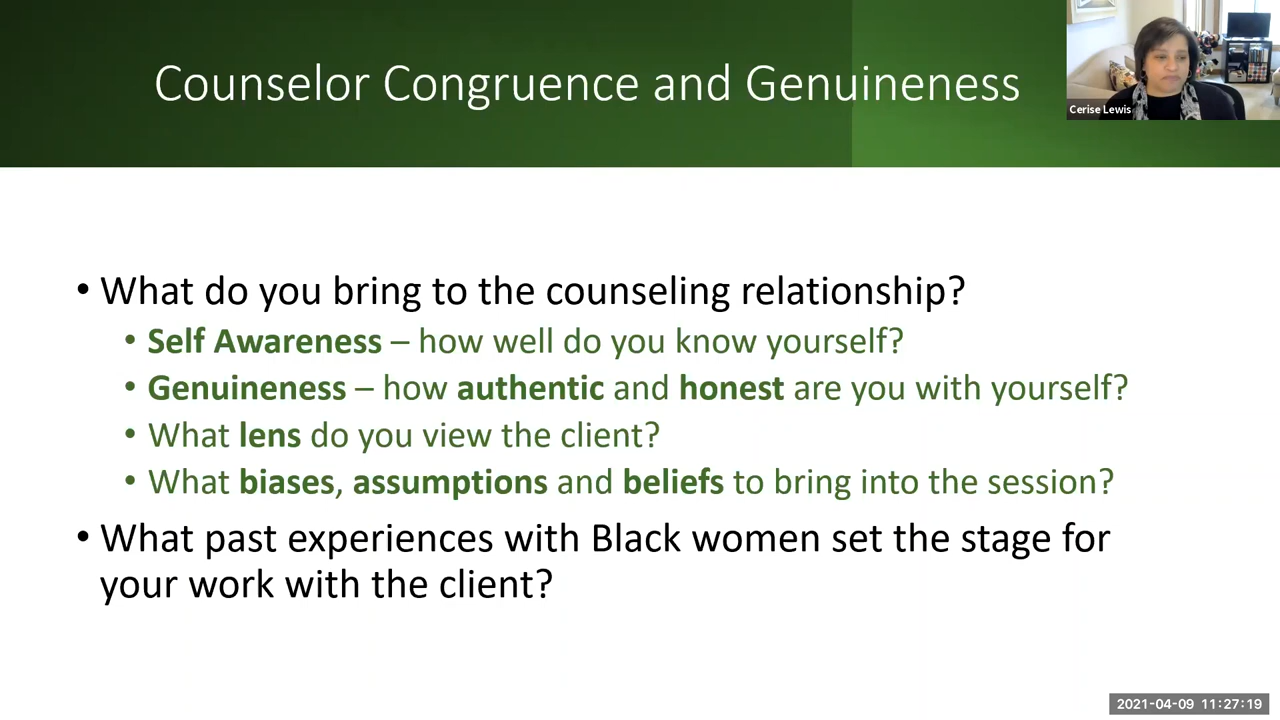 Counselor Congruence and Genuineness
Cerise Lewis
• What do you bring to the counseling relationship?
• Self Awareness – how well do you know yourself?
• Genuineness – how authentic and honest are you with yourself?
• What lens do you view the client?
• What biases, assumptions and beliefs to bring into the session?
• What past experiences with Black women set the stage for
your work with the client?
2021-04-09 11:27:19